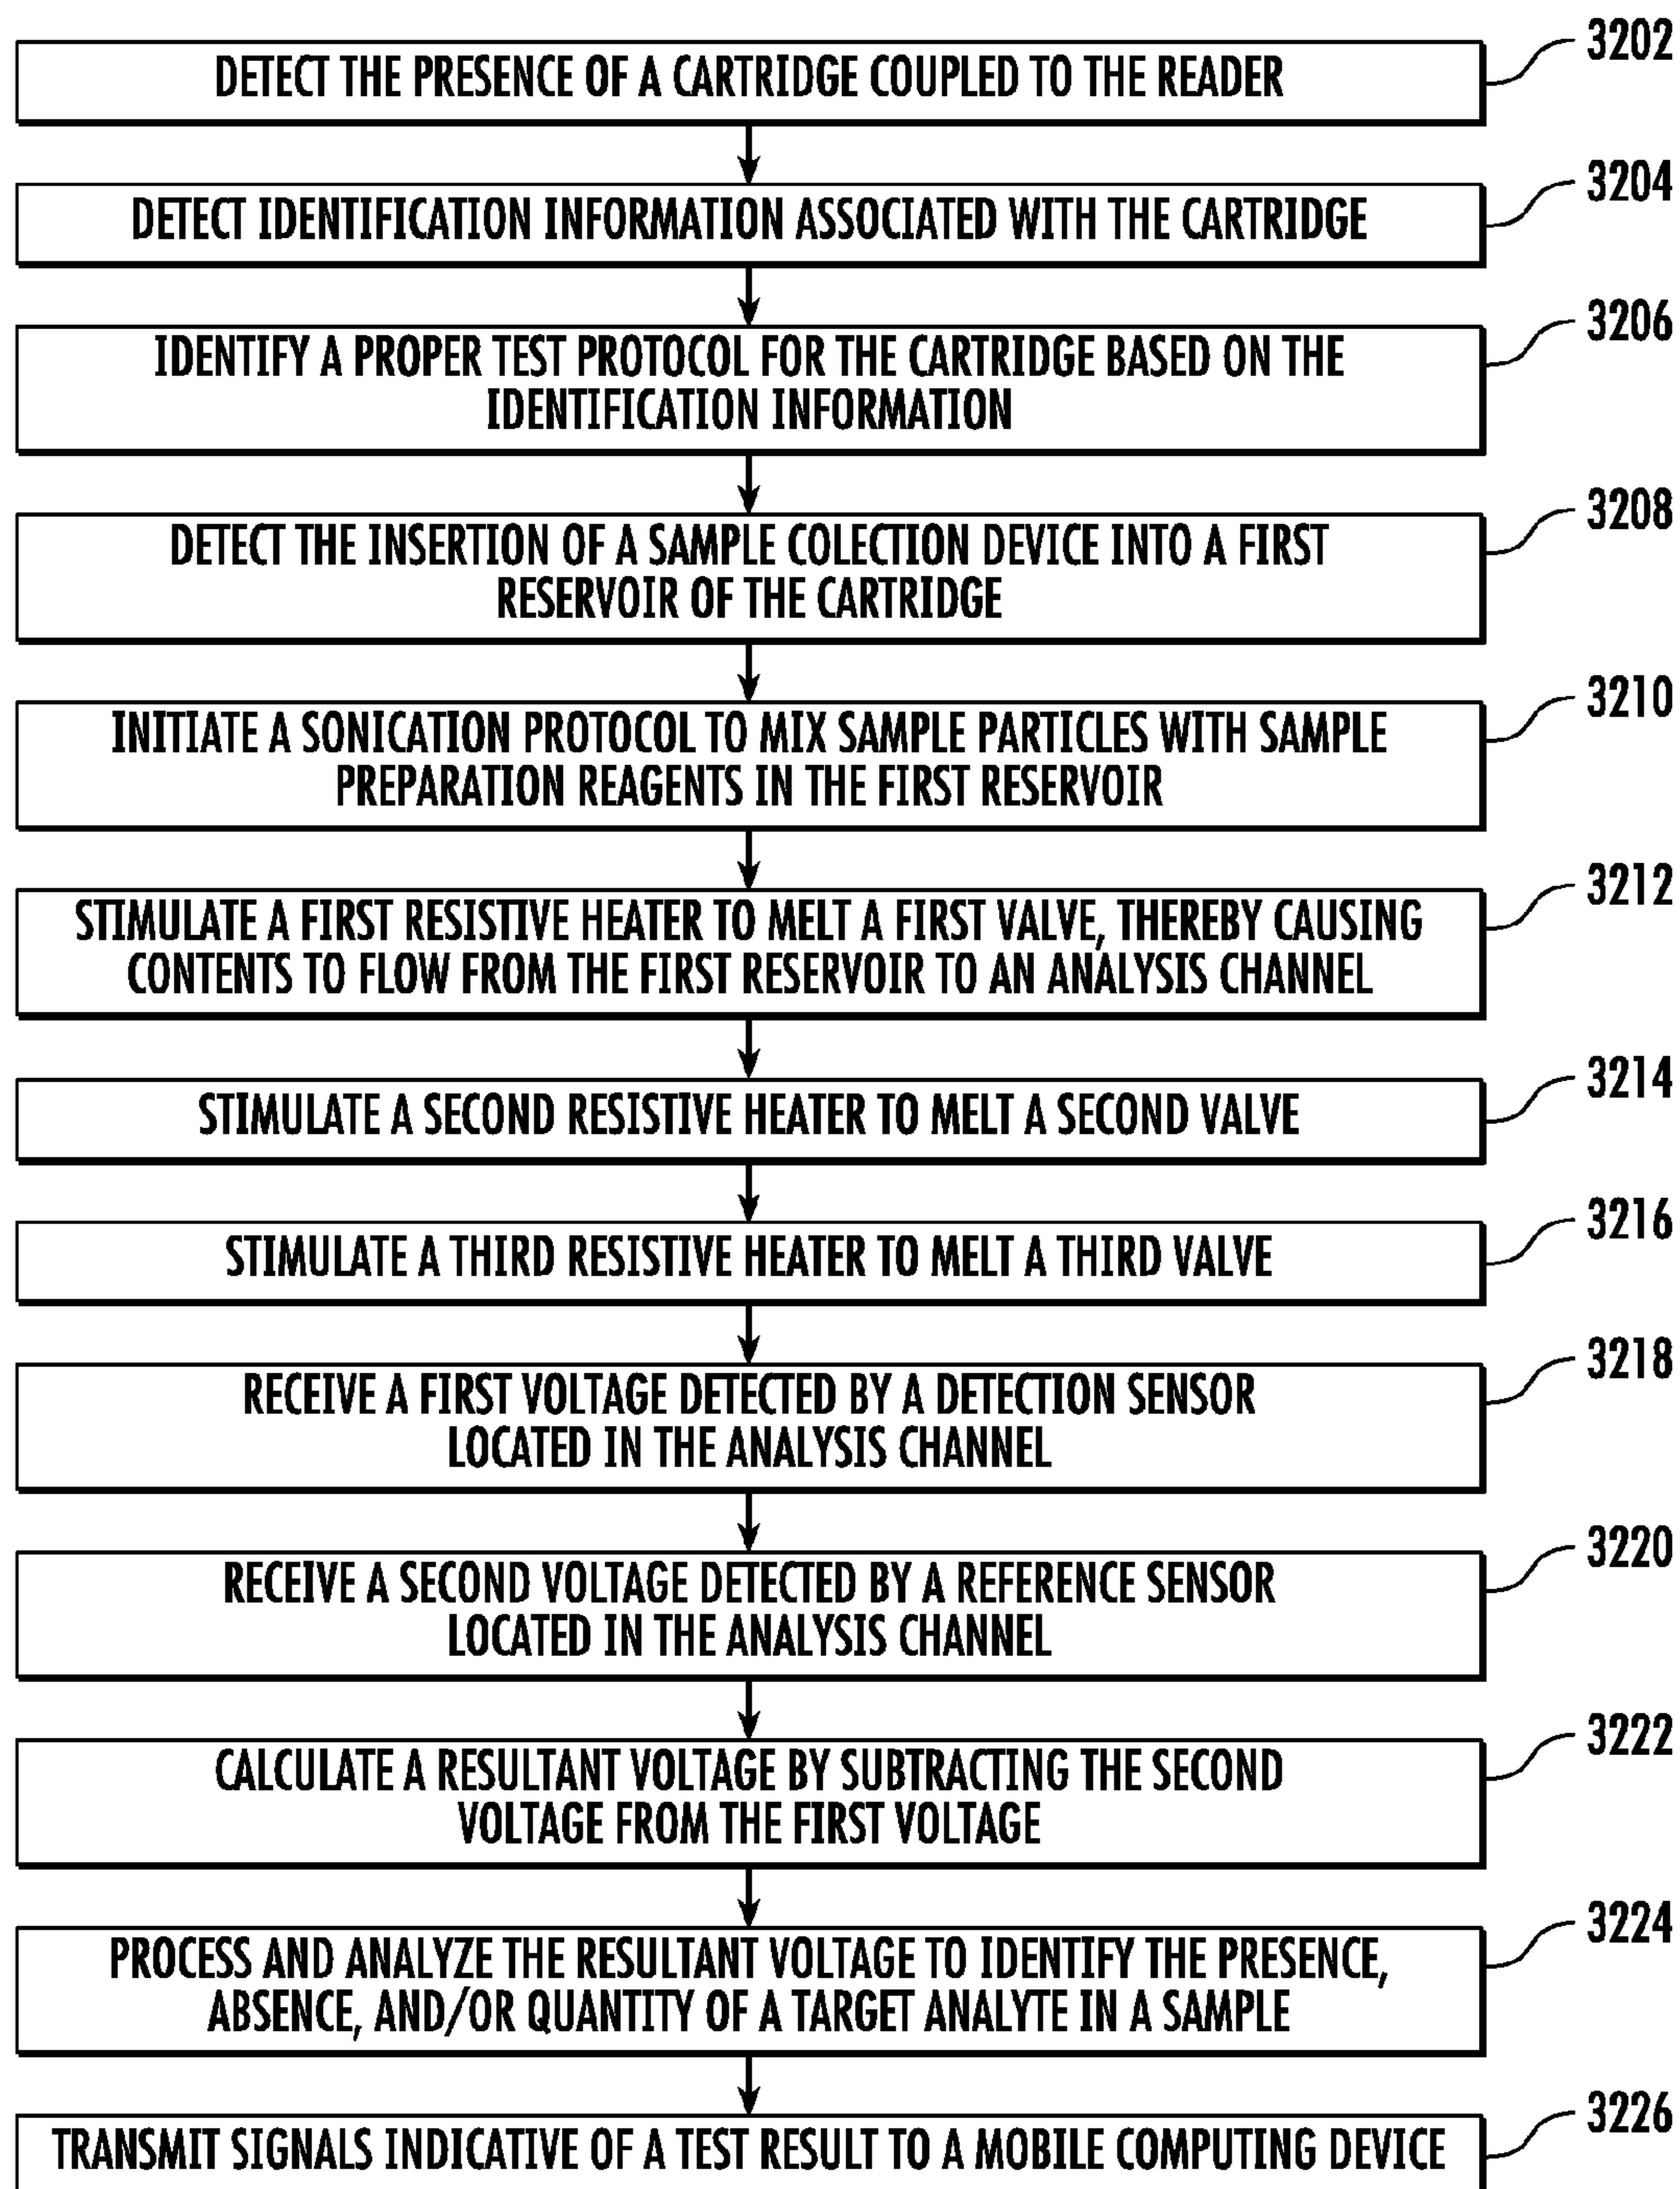 3202
DETECT THE PRESENCE OF A CARTRIDGE COUPLED TO THE READER
3204
DETECT IDENTIFICATION INFORMATION ASSOCIATED WITH THE CARTRIDGE
3206
IDENTIFY A PROPER TEST PROTOCOL FOR THE CARTRIDGE BASED ON THE
IDENTIFICATION INFORMATION
3208
DETECT THE INSERTION OF A SAMPLE COLECTION DEVICE INTO A FIRST
RESERVOIR OF THE CARTRIDGE
3210
INITIATE A SONICATION PROTOCOL TO MIX SAMPLE PARTICLES WITH SAMPLE
PREPARATION REAGENTS IN THE FIRST RESERVOIR
3212
STIMULATE A FIRST RESISTIVE HEATER TO MELT A FIRST VALVE, THEREBY CAUSING
CONTENTS TO FLOW FROM THE FIRST RESERVOIR TO AN ANALYSIS CHANNEL
3214
STIMULATE A SECOND RESISTIVE HEATER TO MELT A SECOND VALVE
3216
STIMULATE A THIRD RESISTIVE HEATER TO MELT A THIRD VALVE
3218
RECEIVE A FIRST VOLTAGE DETECTED BY A DETECTION SENSOR
LOCATED IN THE ANALYSIS CHANNEL
3220
RECEIVE A SECOND VOLTAGE DETECTED BY A REFERENCE SENSOR
LOCATED IN THE ANALYSIS CHANNEL
3222
CALCULATE A RESULTANT VOLTAGE BY SUBTRACTING THE SECOND
VOLTAGE FROM THE FIRST VOLTAGE
3224
PROCESS AND ANALYZE THE RESULTANT VOLTAGE TO IDENTIFY THE PRESENCE,
ABSENCE, AND/OR QUANTITY OF A TARGET ANALYTE IN A SAMPLE
3226
TRANSMIT SIGNALS INDICATIVE OF A TEST RESULT TO A MOBILE COMPUTING DEVICE